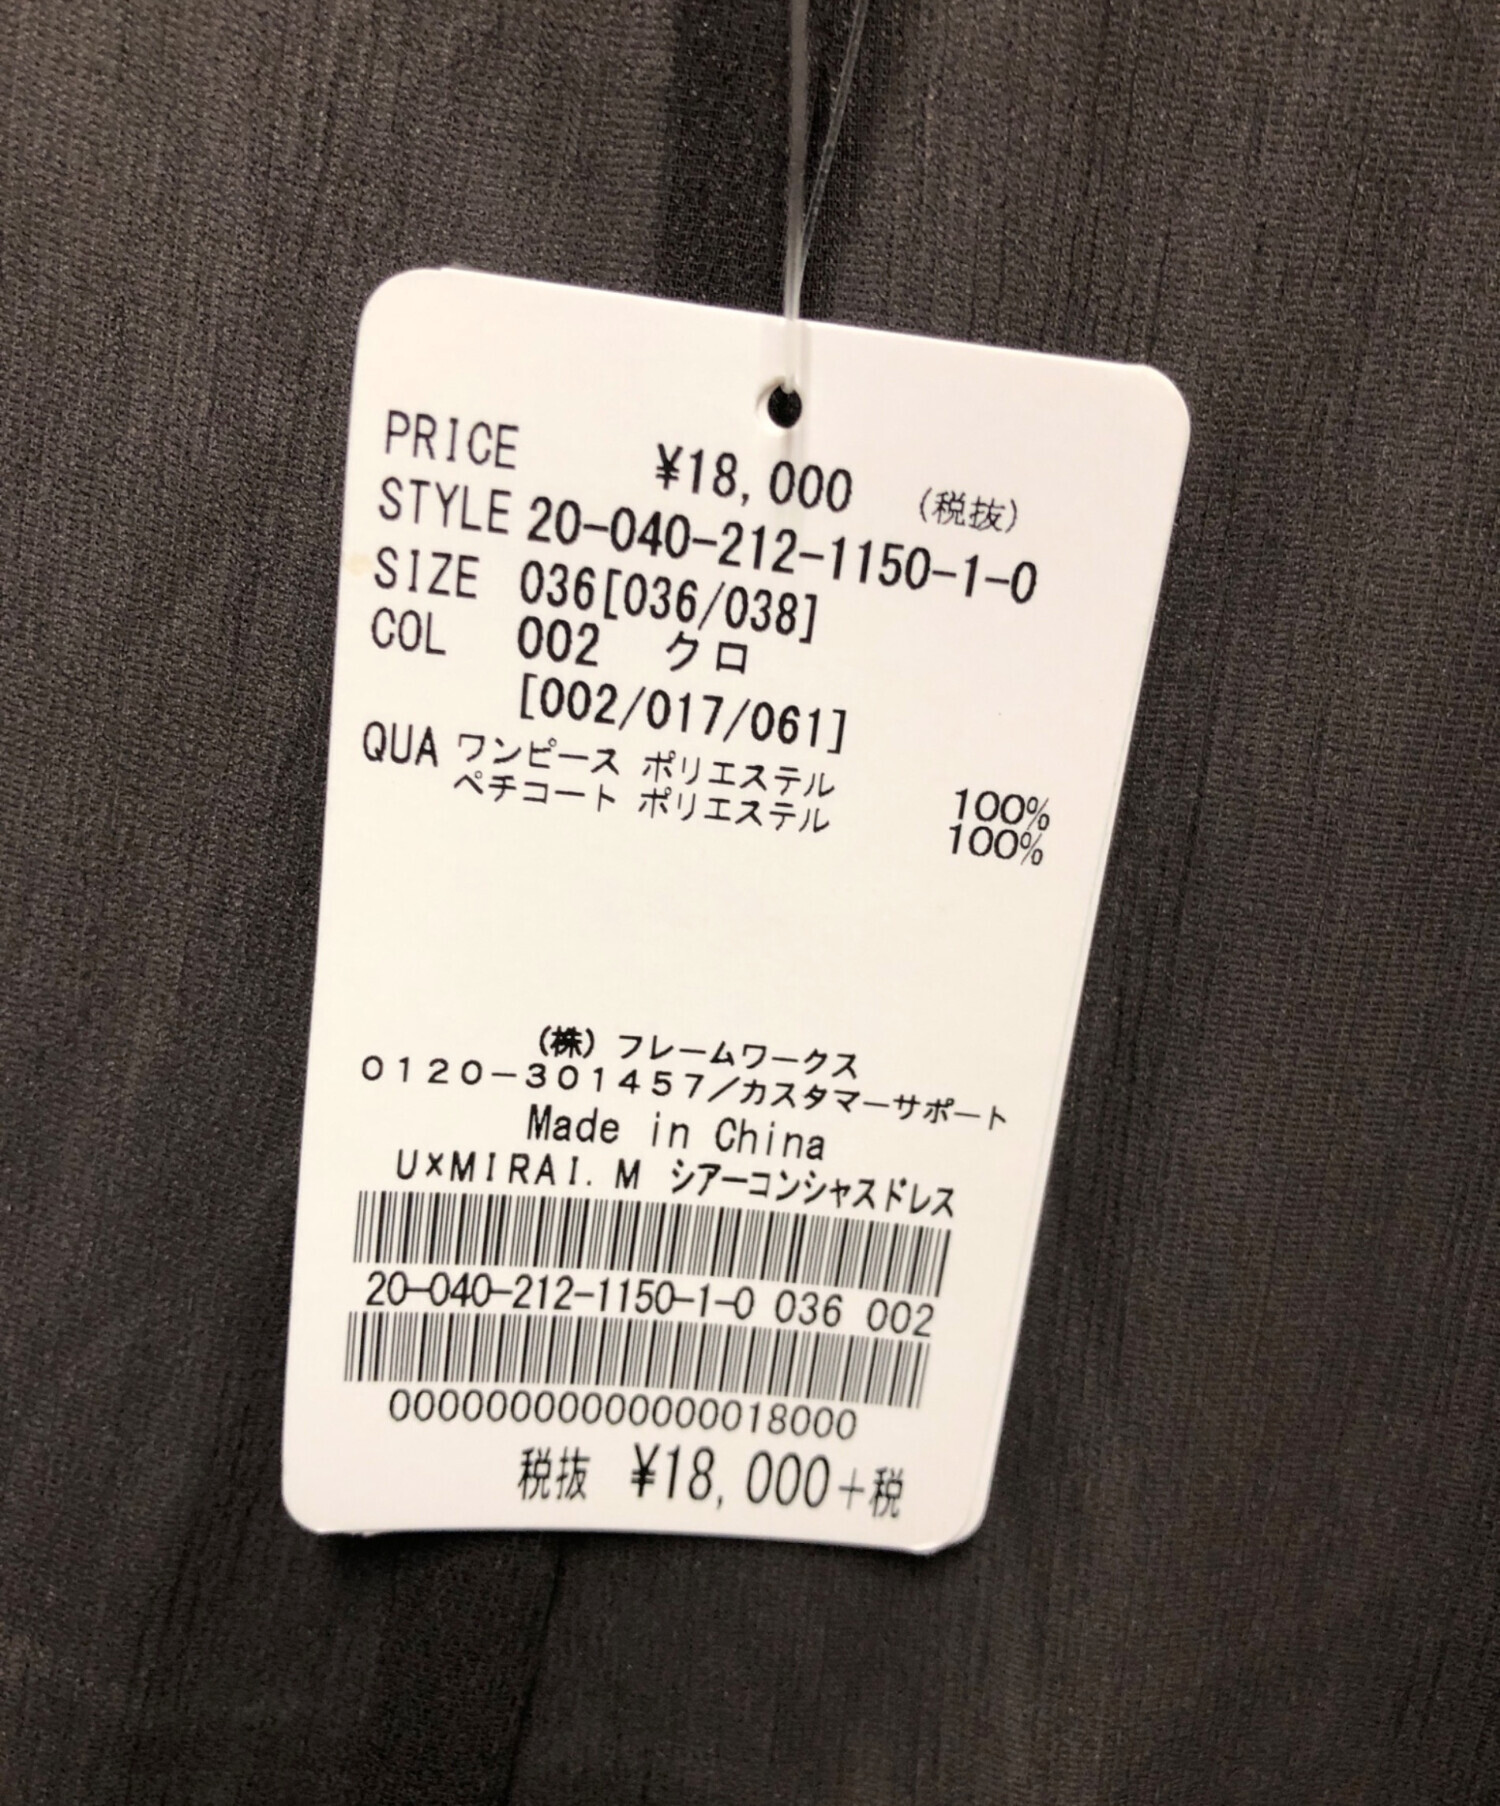 PRICE ¥18,000 (税抜)
STYLE 20-040-212-1150-1-0
SIZE 036[036/038]
COL 002 クロ
[002/017/061]
QUA ワンピース ポリエステル 100%
ペチコート ポリエステル 100%
(株) フレームワークス
0120-301457/カスタマーサポート
Made in China
U×MIRAI. M シアーコンシャスドレス
20-040-212-1150-1-0 036 002
0000000000000018000
税抜 ¥18,000+税